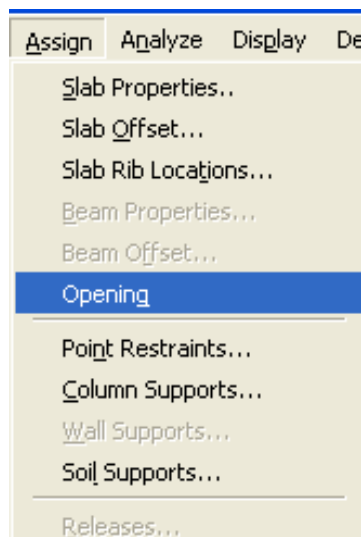 Assign Analyze Display De
Slab Properties..
Slab Offset...
Slab Rib Locations...
Beam Properties...
Beam Offset...
Opening
Point Restraints...
Column Supports...
Wall Supports...
Soil Supports...
Releases...